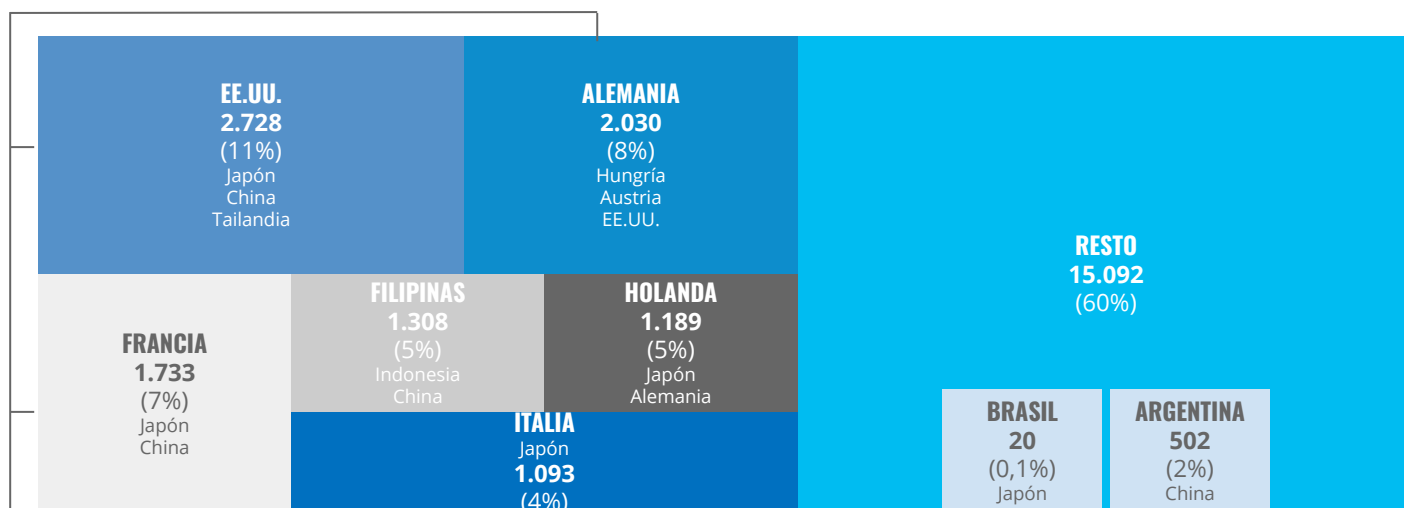 EE.UU.
2.728
(11%)
Japón
China
Tailandia
ALEMANIA
2.030
(8%)
Hungría
Austria
EE.UU.
RESTO
15.092
(60%)
FRANCIA
1.733
(7%)
Japón
China
FILIPINAS
1.308
(5%)
Indonesia
China
HOLANDA
1.189
(5%)
Japón
Alemania
ITALIA
Japón
1.093
(4%)
BRASIL
20
(0,1%)
Japón
ARGENTINA
502
(2%)
China